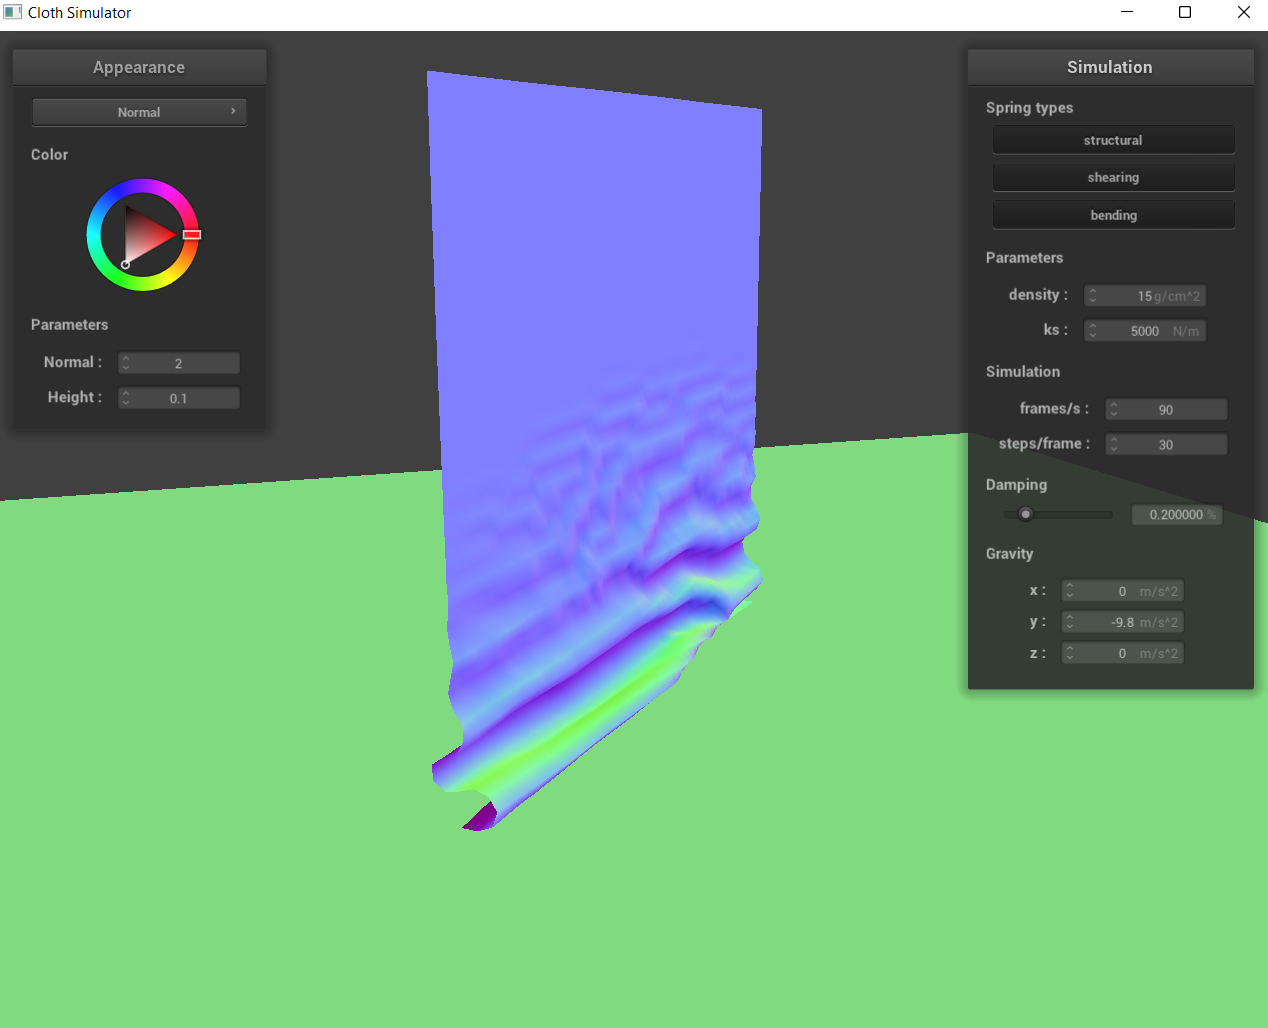 Cloth Simulator
Appearance
Normal
Color
Parameters
Normal :
2
Height :
0.1
Simulation
Spring types
structural
shearing
bending
Parameters
density :
15 g/cm^2
ks :
5000 N/m
Simulation
frames/s :
90
steps/frame :
30
Damping
0.200000 %
Gravity
x :
0 m/s^2
y :
-9.8 m/s^2
z :
0 m/s^2